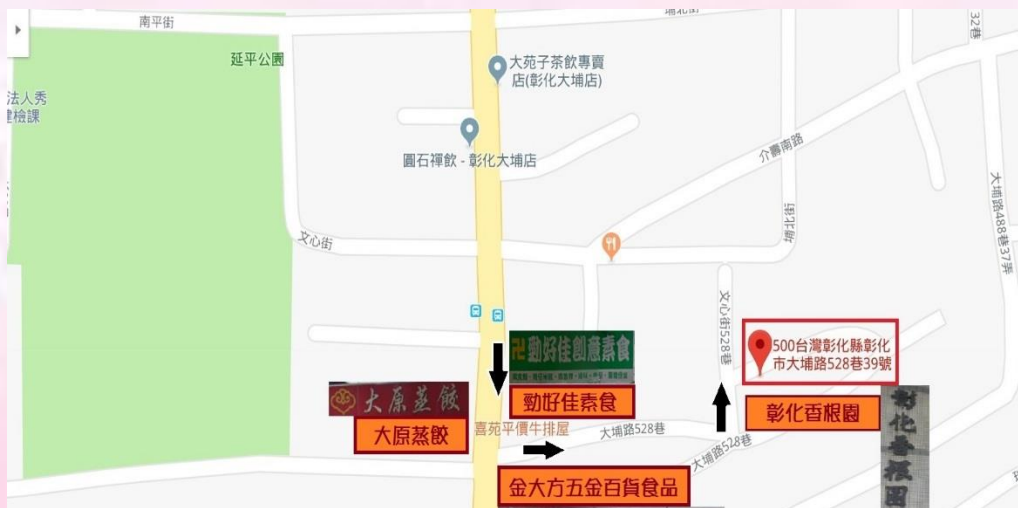 南平街
埔北街
32巷
延平公園
大苑子茶飲專賣
店(彰化大埔店)
法人秀
健檢課
圓石禪飲 - 彰化大埔店
介壽南路
大埔路488巷37弄
埔北街
文心街
文心街528巷
500台灣彰化縣彰化
市大埔路528巷39號
卍勁好佳創意素食
勁好佳素食
大原蒸餃
大原蒸餃
喜苑平價牛排屋
大埔路528巷
大埔路528巷
彰化香根園
彰化香根園
金大方五金百貨食品